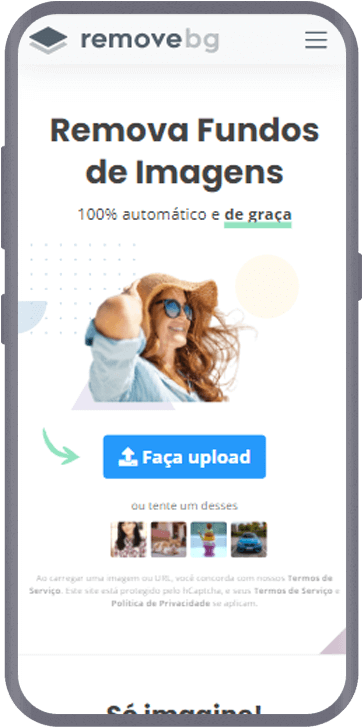 removebg
Remova Fundos
de Imagens
100% automático e de graça
Faça upload
ou tente um desses
Ao carregar uma imagem ou URL, você concorda com nossos Termos de
Serviço. Este site está protegido pelo hCaptcha, e seus Termos de Serviço e
Política de Privacidade se aplicam.
Só imagine!